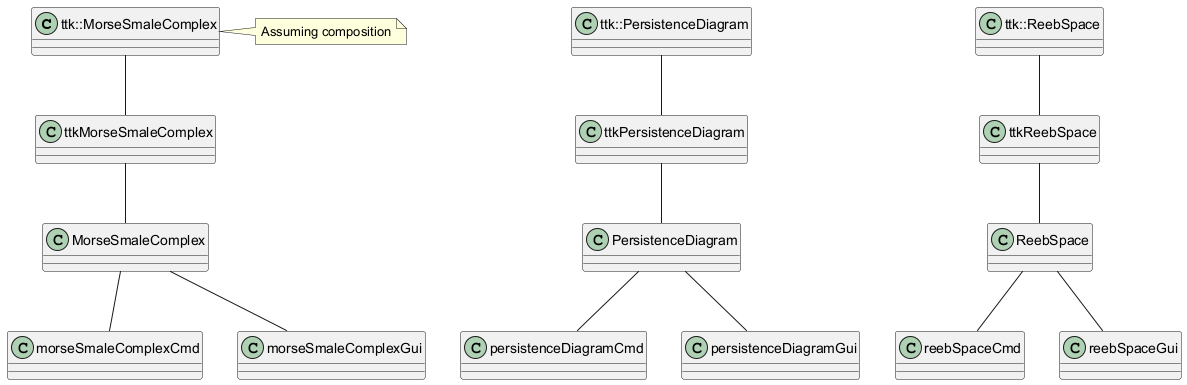 C ttk::MorseSmaleComplex
Assuming composition
C ttk::PersistenceDiagram
C ttk::ReebSpace
C ttkMorseSmaleComplex
C ttkPersistenceDiagram
C ttkReebSpace
C MorseSmaleComplex
C PersistenceDiagram
C ReebSpace
C morseSmaleComplexCmd
C morseSmaleComplexGui
C persistenceDiagramCmd
C persistenceDiagramGui
C reebSpaceCmd
C reebSpaceGui